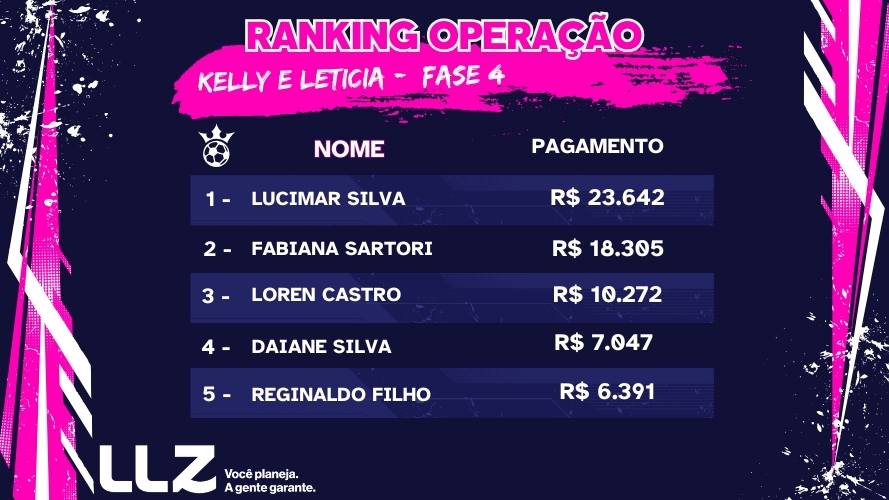 RANKING OPERAÇÃO
KELLY E LETICIA - FASE 4
NOME PAGAMENTO
1 - LUCIMAR SILVA R$ 23.642
2 - FABIANA SARTORI R$ 18.305
3 - LOREN CASTRO R$ 10.272
4 - DAIANE SILVA R$ 7.047
5 - REGINALDO FILHO R$ 6.391
LLZ
Você planeja.
A gente garante.